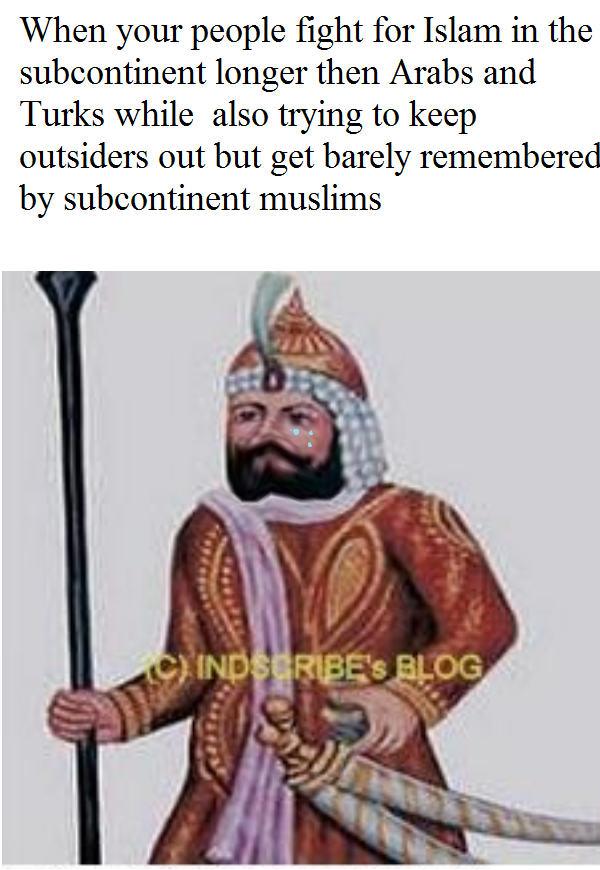 When your people fight for Islam in the
subcontinent longer then Arabs and
Turks while  also trying to keep
outsiders out but get barely remembered
by subcontinent muslims
(C) INDSCRIBE's BLOG